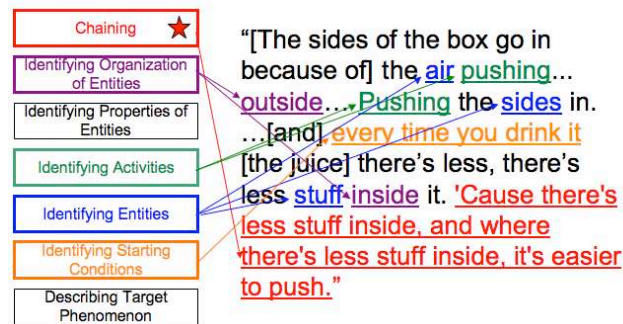 Chaining
Identifying Organization
of Entities
Identifying Properties of
Entities
Identifying Activities
Identifying Entities
Identifying Starting
Conditions
Describing Target
Phenomenon
“[The sides of the box go in
because of] the air pushing...
outside… Pushing the sides in.
…[and] every time you drink it
[the juice] there’s less, there’s
less stuff inside it. 'Cause there's
less stuff inside, and where
there's less stuff inside, it's easier
to push.”